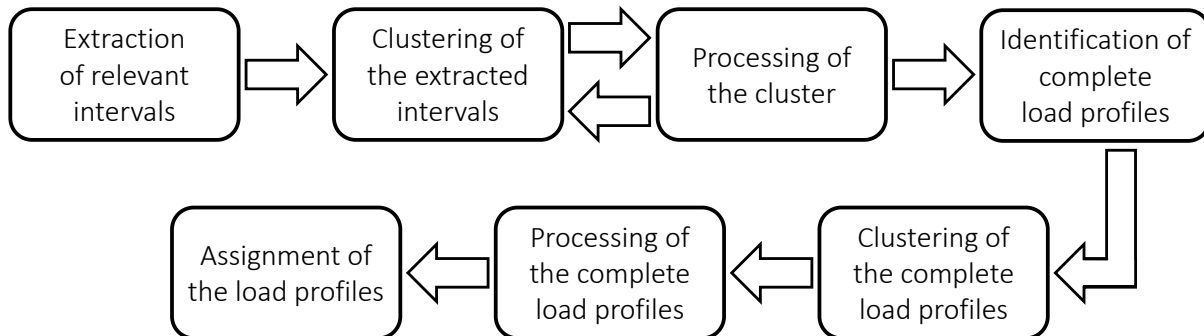 Extraction
of relevant
intervals
Clustering of
the extracted
intervals
Processing of
the cluster
Identification of
complete
load profiles
Clustering of
the complete
load profiles
Processing of
the complete
load profiles
Assignment of
the load profiles